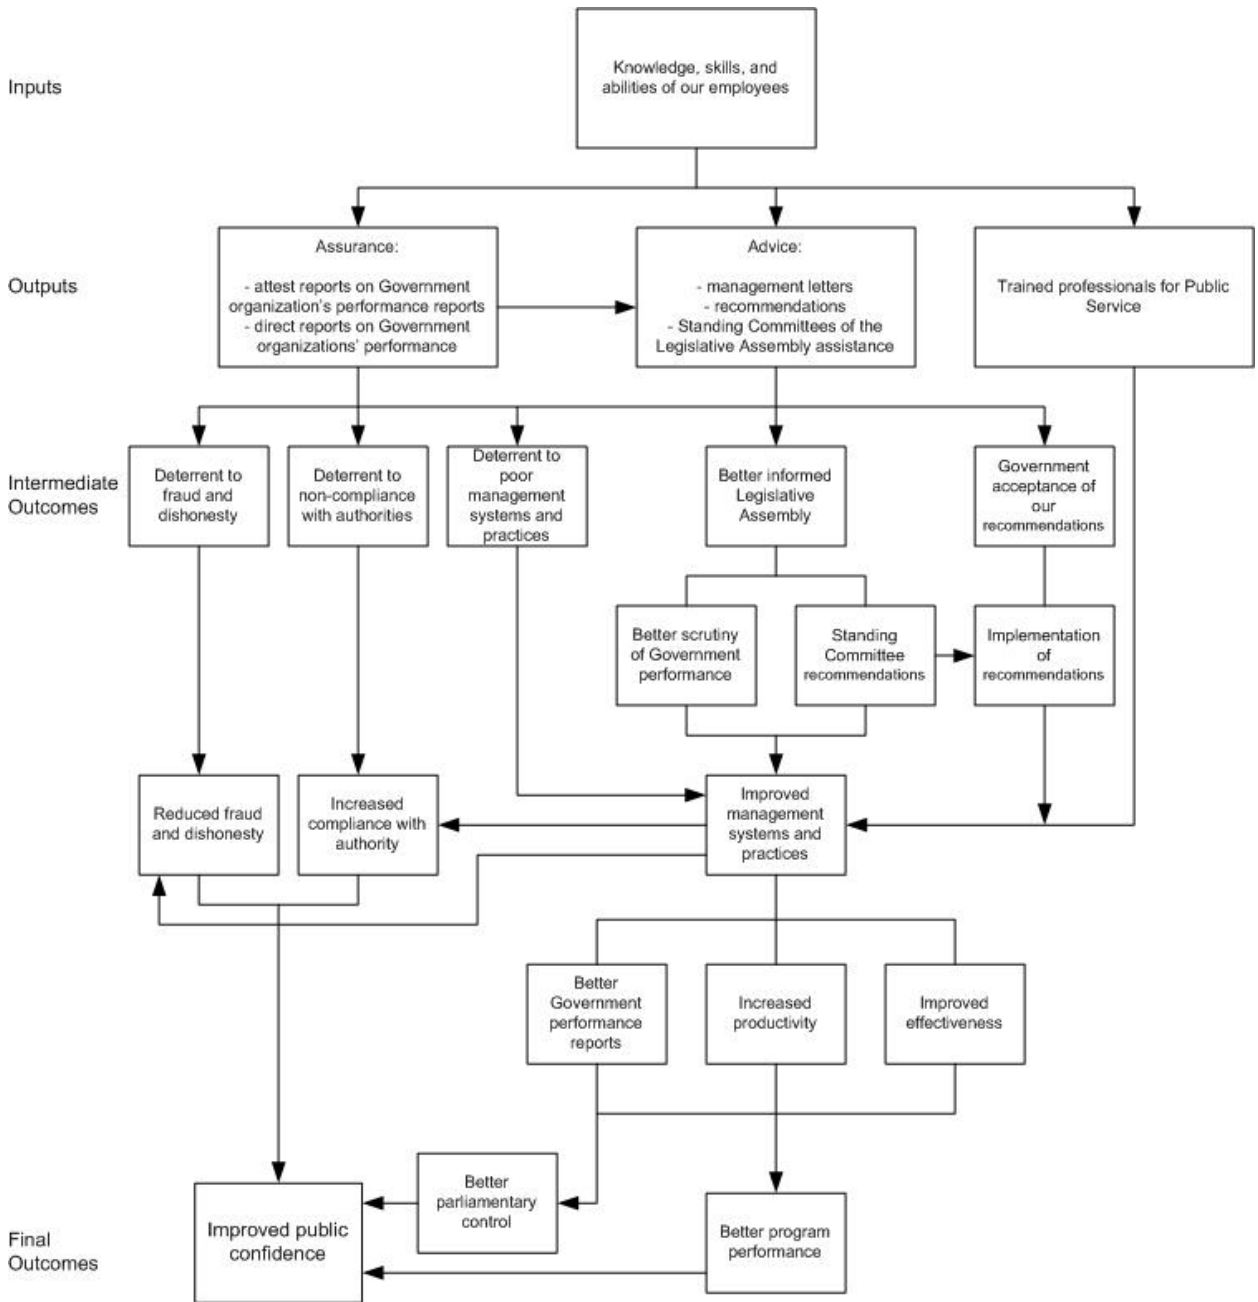 Inputs
Knowledge, skills, and
abilities of our employees
Outputs
Assurance:
- attest reports on Government
organization's performance reports
- direct reports on Government
organizations' performance
Advice:
- management letters
- recommendations
- Standing Committees of the
Legislative Assembly assistance
Trained professionals for Public
Service
Intermediate
Outcomes
Deterrent to
fraud and
dishonesty
Deterrent to
non-compliance
with authorities
Deterrent to
poor
management
systems and
practices
Better informed
Legislative
Assembly
Government
acceptance of
our
recommendations
Better scrutiny
of Government
performance
Standing
Committee
recommendations
Implementation
of
recommendations
Reduced fraud
and dishonesty
Increased
compliance with
authority
Improved
management
systems and
practices
Better
Government
performance
reports
Increased
productivity
Improved
effectiveness
Final
Outcomes
Improved public
confidence
Better
parliamentary
control
Better program
performance